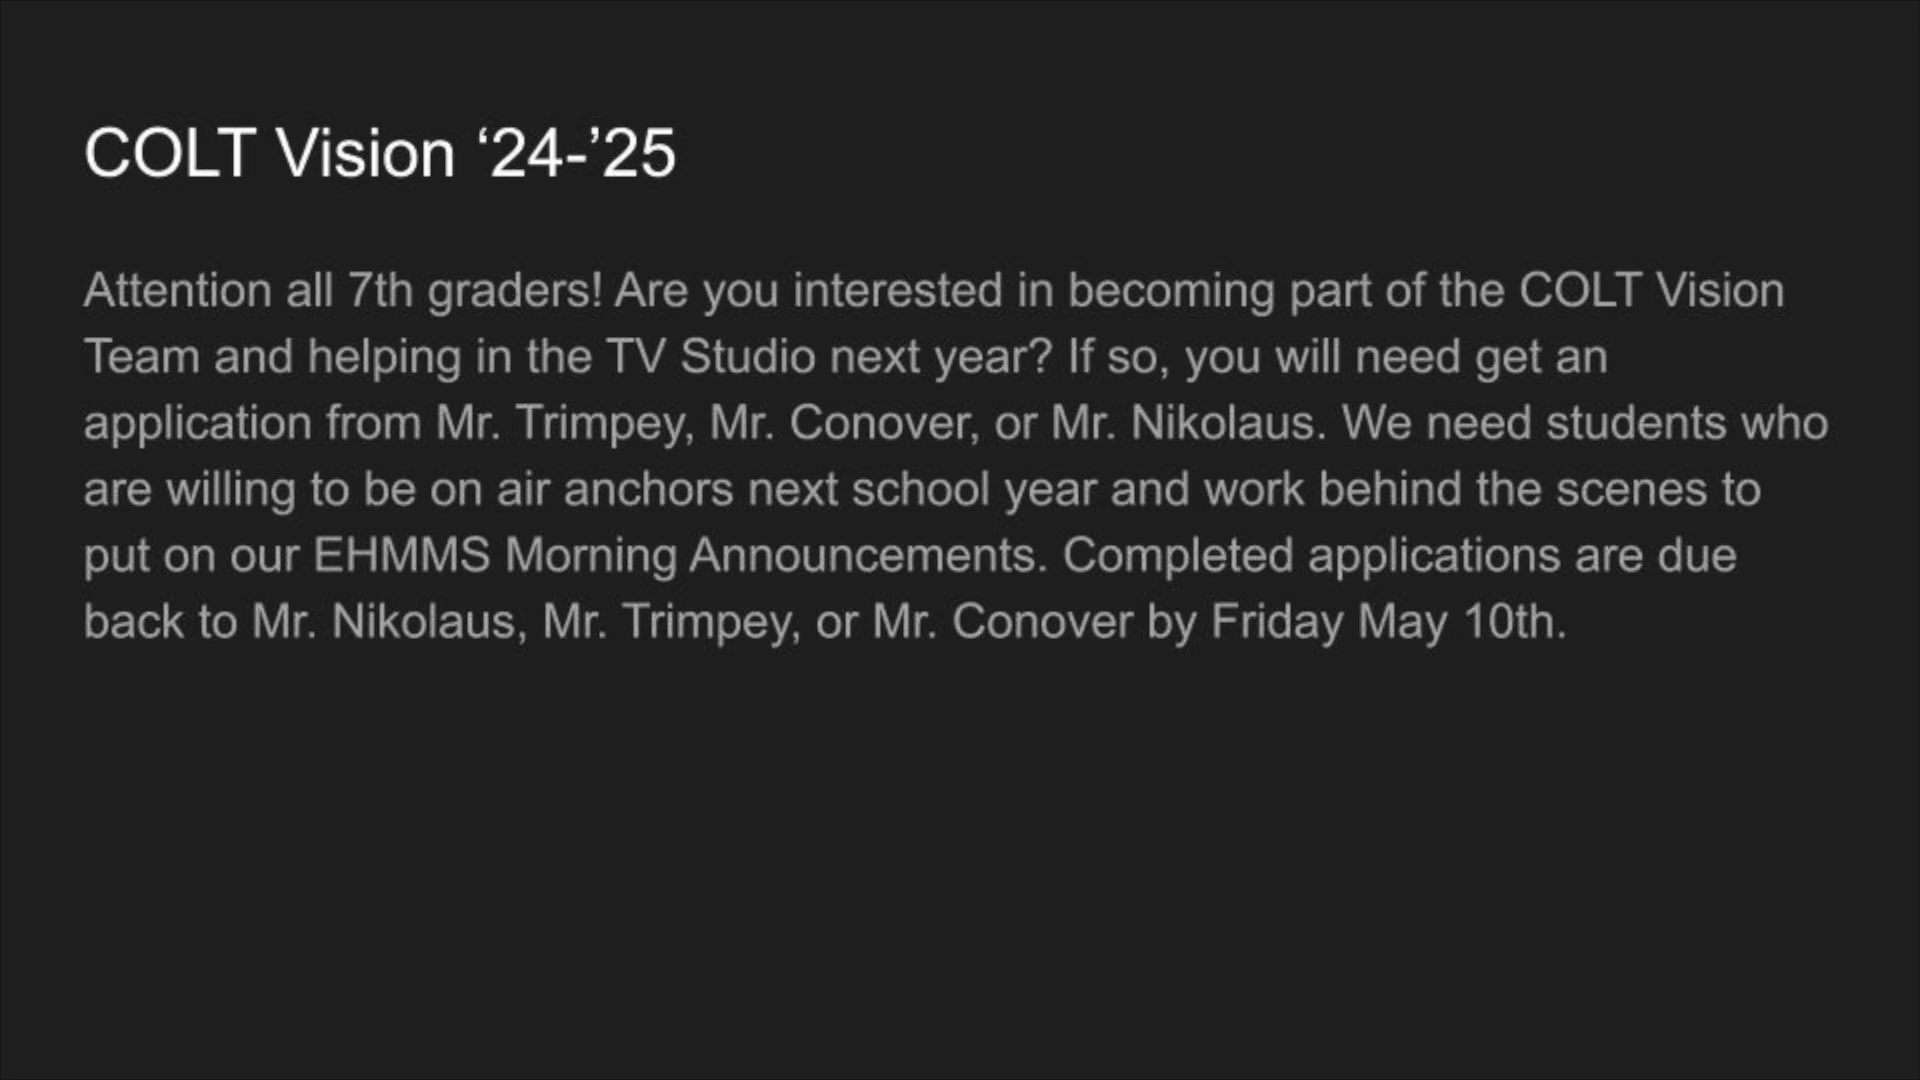 COLT Vision ‘24-’25
Attention all 7th graders! Are you interested in becoming part of the COLT Vision
Team and helping in the TV Studio next year? If so, you will need get an
application from Mr. Trimpey, Mr. Conover, or Mr. Nikolaus. We need students who
are willing to be on air anchors next school year and work behind the scenes to
put on our EHMMS Morning Announcements. Completed applications are due
back to Mr. Nikolaus, Mr. Trimpey, or Mr. Conover by Friday May 10th.